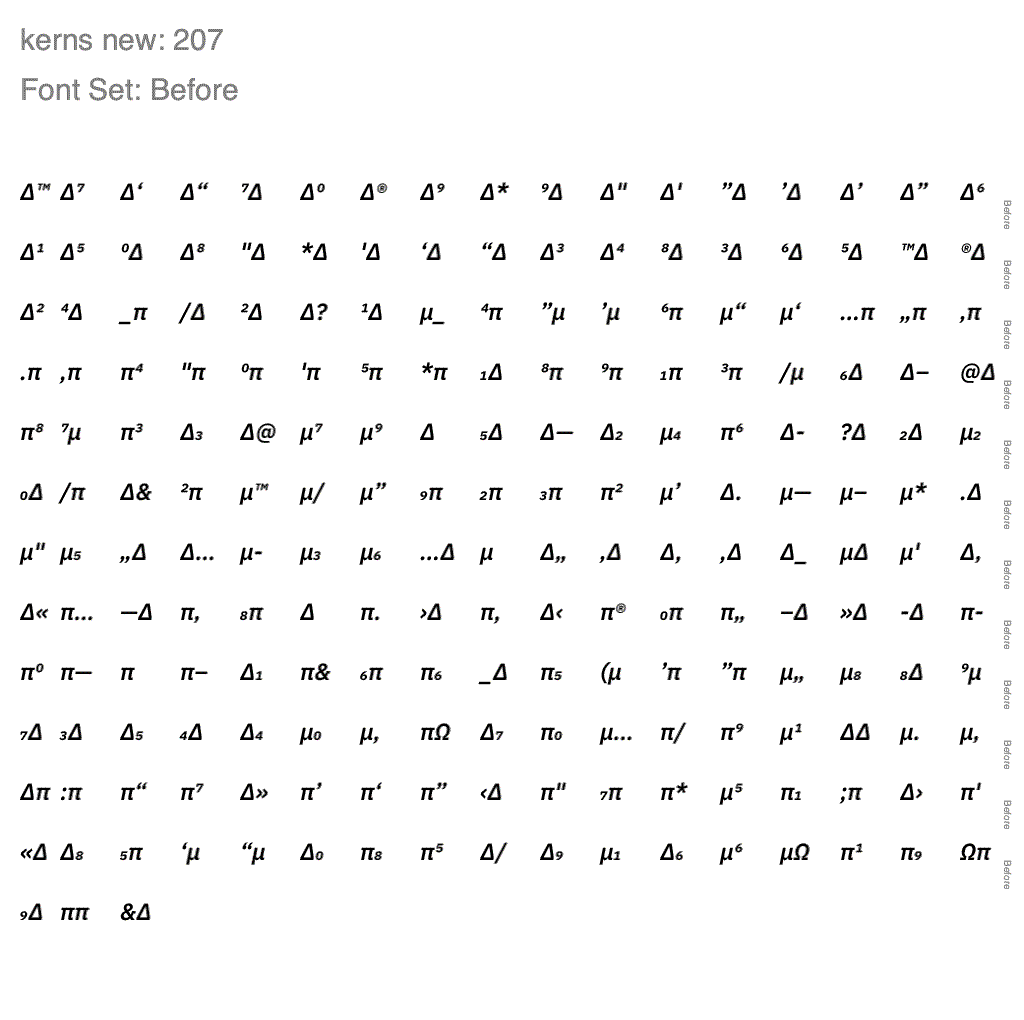 kerns new: 207
Font Set: Before
Δ™ Δ⁷ Δ‘ Δ“ ⁷Δ Δ⁰ Δ® Δ⁹ Δ* ⁹Δ Δ" Δ' ”Δ ’Δ Δ’ Δ” Δ⁶ Before
Δ¹ Δ⁵ ⁰Δ Δ⁸ "Δ *Δ 'Δ ‘Δ “Δ Δ³ Δ⁴ ⁸Δ ³Δ ⁶Δ ⁵Δ ™Δ ®Δ Before
Δ² ⁴Δ _π /Δ ²Δ Δ? ¹Δ μ_ ⁴π ”μ ’μ ⁶π μ“ μ‘ …π „π ‚π Before
.π ,π π⁴ "π ⁰π 'π ⁵π *π ₁Δ ⁸π ⁹π ₁π ³π /μ ₆Δ Δ– @Δ Before
π⁸ ⁷μ π³ Δ₃ Δ@ μ⁷ μ⁹ Δ ₅Δ Δ— Δ₂ μ₄ π⁶ Δ- ?Δ ₂Δ μ₂ Before
₀Δ /π Δ& ²π μ™ μ/ μ” ₉π ₂π ₃π π² μ’ Δ. μ— μ– μ* .Δ Before
μ" μ₅ „Δ Δ… μ- μ₃ μ₆ …Δ μ Δ„ ‚Δ Δ‚ ,Δ Δ_ μΔ μ' Δ, Before
Δ« π… —Δ π, ₈π Δ π. ›Δ π‚ Δ‹ π® ₀π π„ –Δ »Δ -Δ π- Before
π⁰ π— π π– Δ₁ π& ₆π π₆ _Δ π₅ (μ ’π ”π μ„ μ₈ ₈Δ ⁹μ Before
₇Δ ₃Δ Δ₅ ₄Δ Δ₄ μ₀ μ‚ πΩ Δ₇ π₀ μ… π/ π⁹ μ¹ ΔΔ μ. μ, Before
Δπ :π π“ π⁷ Δ» π’ π‘ π” ‹Δ π" ₇π π* μ⁵ π₁ ;π Δ› π' Before
«Δ Δ₈ ₅π ‘μ “μ Δ₀ π₈ π⁵ Δ/ Δ₉ μ₁ Δ₆ μ⁶ μΩ π¹ π₉ Ωπ Before
₉Δ ππ &Δ